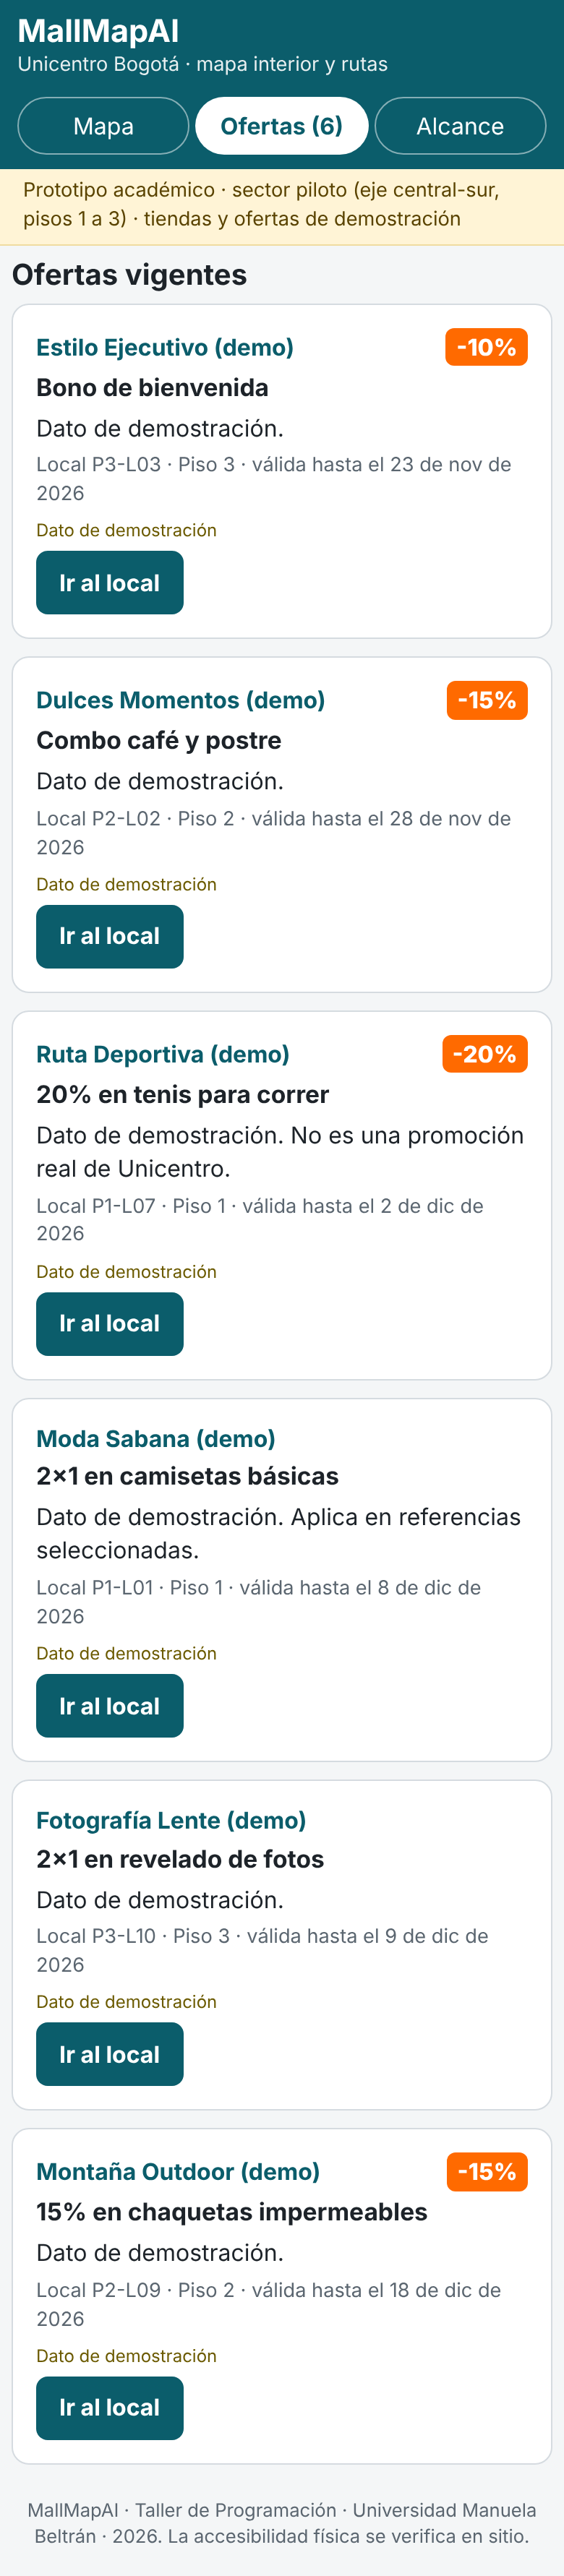 MallMapAI
Unicentro Bogotá · mapa interior y rutas
Mapa
Ofertas (6)
Alcance
Prototipo académico · sector piloto (eje central-sur,
pisos 1 a 3) · tiendas y ofertas de demostración
Ofertas vigentes
Estilo Ejecutivo (demo)
-10%
Bono de bienvenida
Dato de demostración.
Local P3-L03 · Piso 3 · válida hasta el 23 de nov de
2026
Dato de demostración
Ir al local
Dulces Momentos (demo)
-15%
Combo café y postre
Dato de demostración.
Local P2-L02 · Piso 2 · válida hasta el 28 de nov de
2026
Dato de demostración
Ir al local
Ruta Deportiva (demo)
-20%
20% en tenis para correr
Dato de demostración. No es una promoción
real de Unicentro.
Local P1-L07 · Piso 1 · válida hasta el 2 de dic de
2026
Dato de demostración
Ir al local
Moda Sabana (demo)
2×1 en camisetas básicas
Dato de demostración. Aplica en referencias
seleccionadas.
Local P1-L01 · Piso 1 · válida hasta el 8 de dic de
2026
Dato de demostración
Ir al local
Fotografía Lente (demo)
2×1 en revelado de fotos
Dato de demostración.
Local P3-L10 · Piso 3 · válida hasta el 9 de dic de
2026
Dato de demostración
Ir al local
Montaña Outdoor (demo)
-15%
15% en chaquetas impermeables
Dato de demostración.
Local P2-L09 · Piso 2 · válida hasta el 18 de dic de
2026
Dato de demostración
Ir al local
MallMapAI · Taller de Programación · Universidad Manuela
Beltrán · 2026. La accesibilidad física se verifica en sitio.